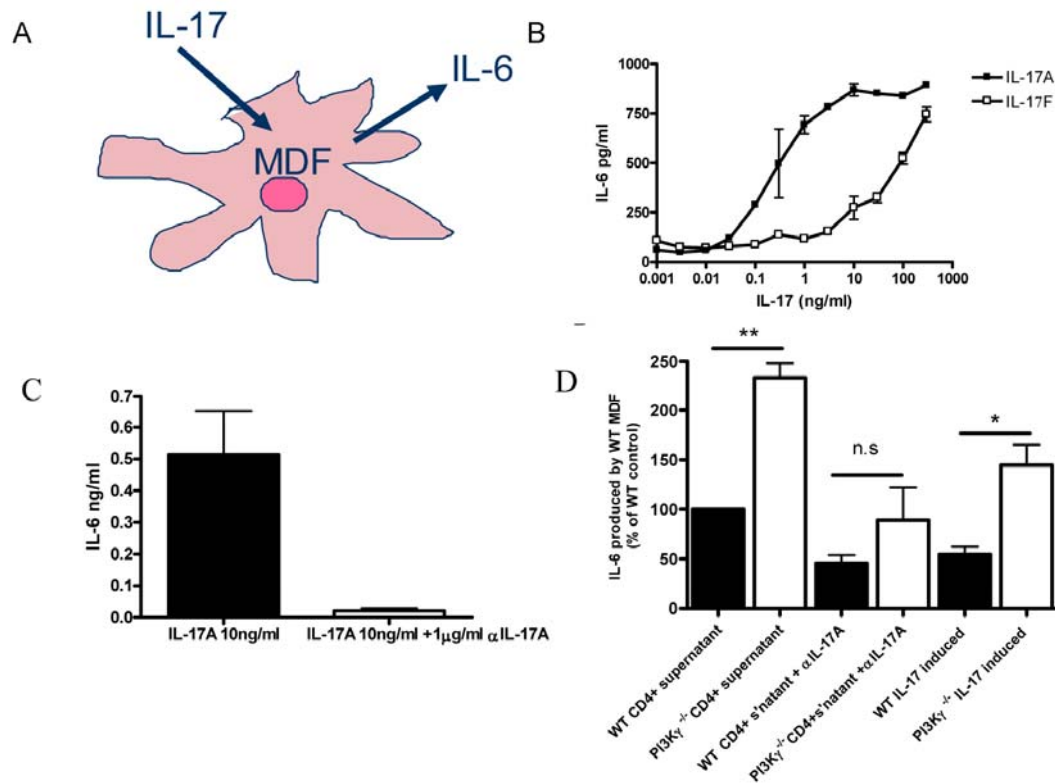 A
IL-17
IL-6
MDF
B
IL-6 pg/ml
1000
750
500
250
0
0.001
0.01
0.1
1
10
100
1000
IL-17 (ng/ml)
IL-17A
IL-17F
C
IL-6 ng/ml
0.7
0.6
0.5
0.4
0.3
0.2
0.1
0.0
IL-17A 10ng/ml
IL-17A 10ng/ml +1µg/ml αIL-17A
D
IL-6 produced by WT MDF
(% of WT control)
250
200
150
100
50
0
**
n.s
*
WT CD4+ supernatant
PI3Kγ -/- CD4+ supernatant
WT CD4+ s'natant + αIL-17A
PI3Kγ -/- CD4+s'natant +αIL-17A
WT IL-17 induced
PI3Kγ -/- IL-17 induced